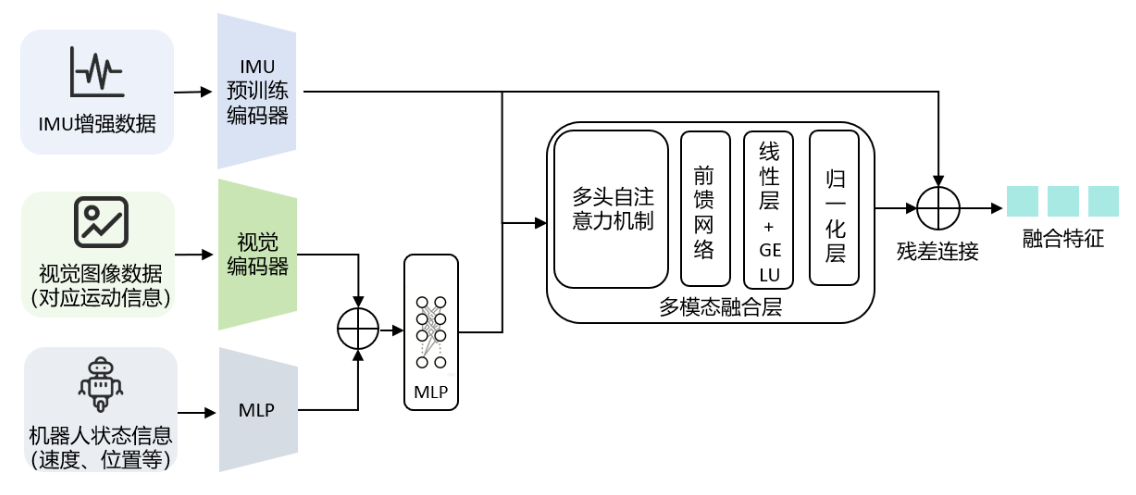 IMU增强数据
IMU
预训练
编码器
视觉图像数据
(对应运动信息)
视觉
编码器
机器人状态信息
(速度、位置等)
MLP
MLP
多头自注
意力机制
前
馈
网
络
线
性
层
+
GE
LU
归
一
化
层
多模态融合层
残差连接
融合特征